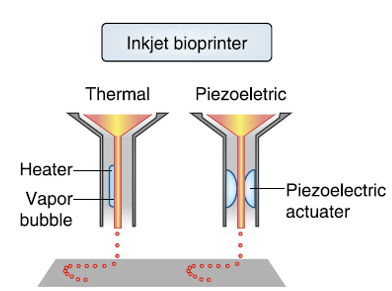 Inkjet bioprinter
Thermal
Piezoeletric
Heater
Vapor
bubble
Piezoelectric
actuater